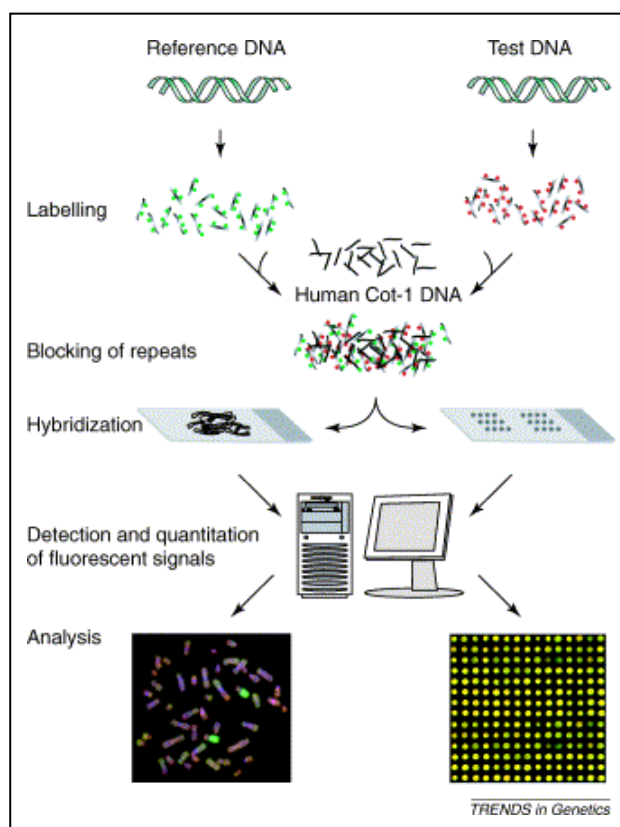 Reference DNA
Test DNA
Labelling
Human Cot-1 DNA
Blocking of repeats
Hybridization
Detection and quantitation
of fluorescent signals
Analysis
TRENDS in Genetics